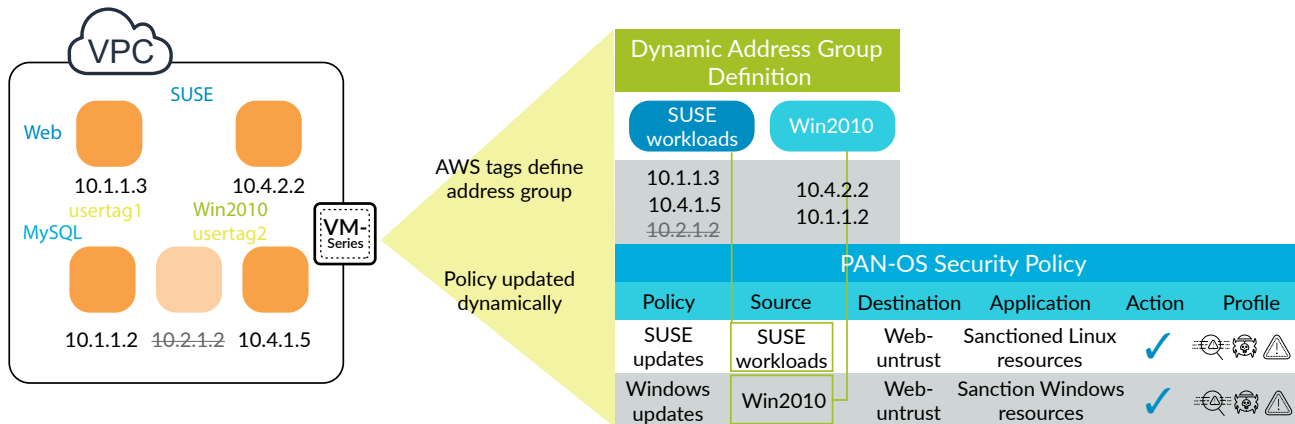 VPC
SUSE
Web
10.1.1.3
10.4.2.2
usertag1
Win2010
MySQL
usertag2
10.1.1.2
10.2.1.2
10.4.1.5
VM-
Series
AWS tags define
address group
Policy updated
dynamically
Dynamic Address Group
Definition
SUSE
workloads
Win2010
10.1.1.3
10.4.1.5
10.2.1.2
10.4.2.2
10.1.1.2
PAN-OS Security Policy
Policy
Source
Destination
Application
Action
Profile
SUSE
updates
SUSE
workloads
Web-
untrust
Sanctioned Linux
resources
Windows
updates
Win2010
Web-
untrust
Sanction Windows
resources